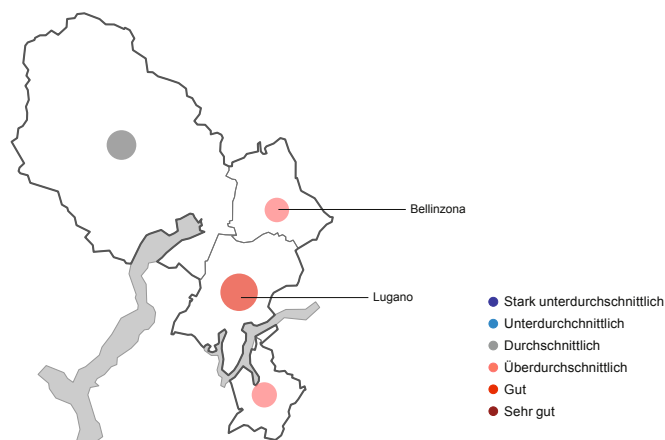 Bellinzona
Lugano
Stark unterdurchschnittlich
Unterdurchchnittlich
Durchschnittlich
Überdurchschnittlich
Gut
Sehr gut